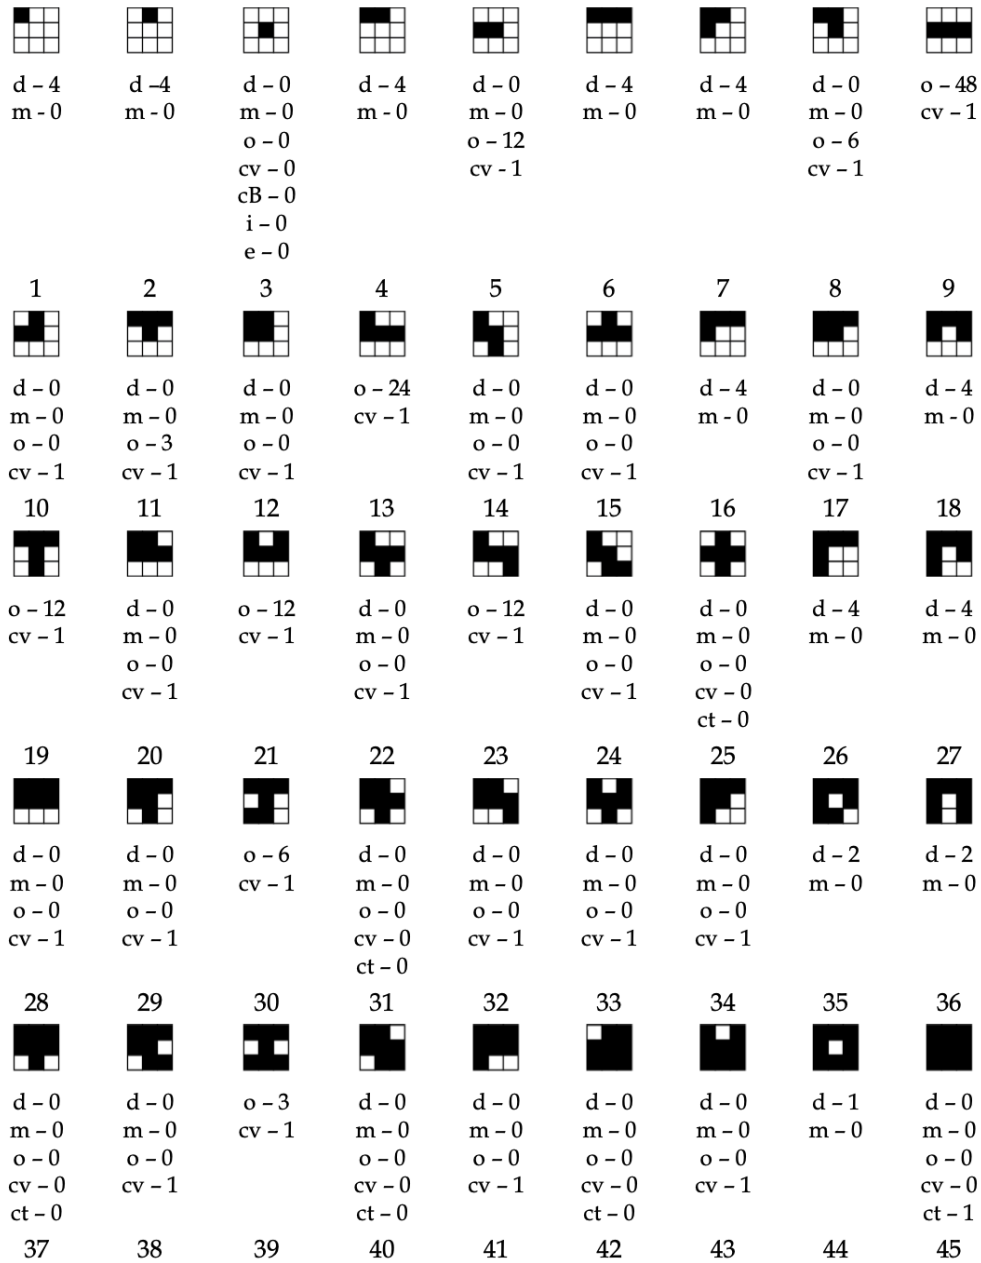 d – 4 d –4 d – 0 d – 4 d – 0 d – 4 d – 4 d – 0 o – 48
m - 0 m - 0 m – 0 m - 0 m – 0 m – 0 m – 0 m – 0 cv – 1
o – 0 o – 12 o – 6
cv – 0 cv - 1 cv – 1
cB – 0
i – 0
e – 0
1 2 3 4 5 6 7 8 9
d – 0 d – 0 d – 0 o – 24 d – 0 d – 0 d – 4 d – 0 d – 4
m – 0 m – 0 m – 0 cv – 1 m – 0 m – 0 m - 0 m – 0 m – 0
o – 0 o – 3 o – 0 o – 0 o – 0 o – 0
cv – 1 cv – 1 cv – 1 cv – 1 cv – 1 cv – 1
10 11 12 13 14 15 16 17 18
o – 12 d – 0 o – 12 d – 0 o – 12 d – 0 d – 0 d – 4 d – 4
cv – 1 m – 0 cv – 1 m – 0 cv – 1 m – 0 m – 0 m – 0 m – 0
o – 0 o – 0 o – 0 o – 0
cv – 1 cv – 1 cv – 1 cv – 0
ct – 0
19 20 21 22 23 24 25 26 27
d – 0 d – 0 o – 6 d – 0 d – 0 d – 0 d – 0 d – 2 d – 2
m – 0 m – 0 cv – 1 m – 0 m – 0 m – 0 m – 0 m – 0 m – 0
o – 0 o – 0 o – 0 o – 0 o – 0 o – 0
cv – 1 cv – 1 cv – 0 cv – 1 cv – 1 cv – 1
ct – 0
28 29 30 31 32 33 34 35 36
d – 0 d – 0 o – 3 d – 0 d – 0 d – 0 d – 0 d – 1 d – 0
m – 0 m – 0 cv – 1 m – 0 m – 0 m – 0 m – 0 m – 0 m – 0
o – 0 o – 0 o – 0 o – 0 o – 0 o – 0 o – 0
cv – 0 cv – 1 cv – 0 cv – 1 cv – 0 cv – 1 cv – 0
ct – 0 ct – 0 ct – 0 ct – 1
37 38 39 40 41 42 43 44 45